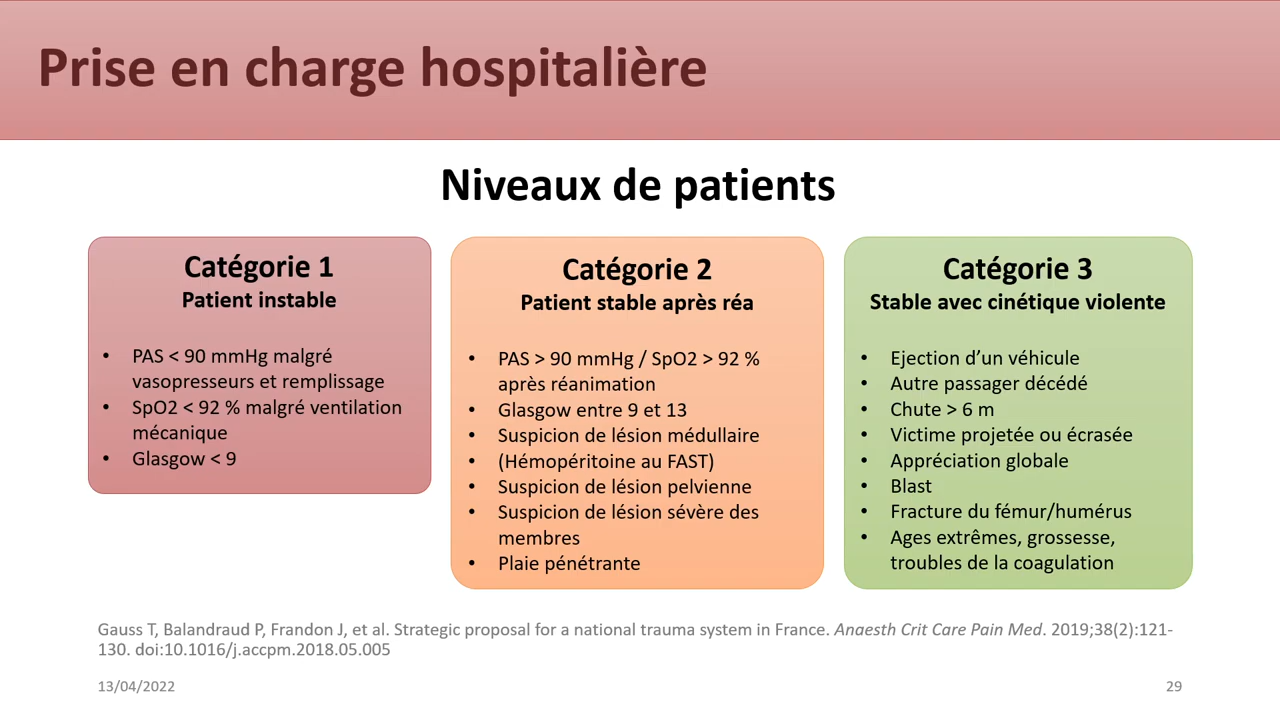 Prise en charge hospitalière
Niveaux de patients
Catégorie 1
Patient instable
• PAS < 90 mmHg malgré
vasopresseurs et remplissage
• SpO2 < 92 % malgré ventilation
mécanique
• Glasgow < 9
Catégorie 2
Patient stable après réa
• PAS > 90 mmHg / SpO2 > 92 %
après réanimation
• Glasgow entre 9 et 13
• Suspicion de lésion médullaire
• (Hémopéritoine au FAST)
• Suspicion de lésion pelvienne
• Suspicion de lésion sévère des
membres
• Plaie pénétrante
Catégorie 3
Stable avec cinétique violente
• Ejection d’un véhicule
• Autre passager décédé
• Chute > 6 m
• Victime projetée ou écrasée
• Appréciation globale
• Blast
• Fracture du fémur/humérus
• Ages extrêmes, grossesse,
troubles de la coagulation
Gauss T, Balandraud P, Frandon J, et al. Strategic proposal for a national trauma system in France. Anaesth Crit Care Pain Med. 2019;38(2):121-
130. doi:10.1016/j.accpm.2018.05.005
13/04/2022
29